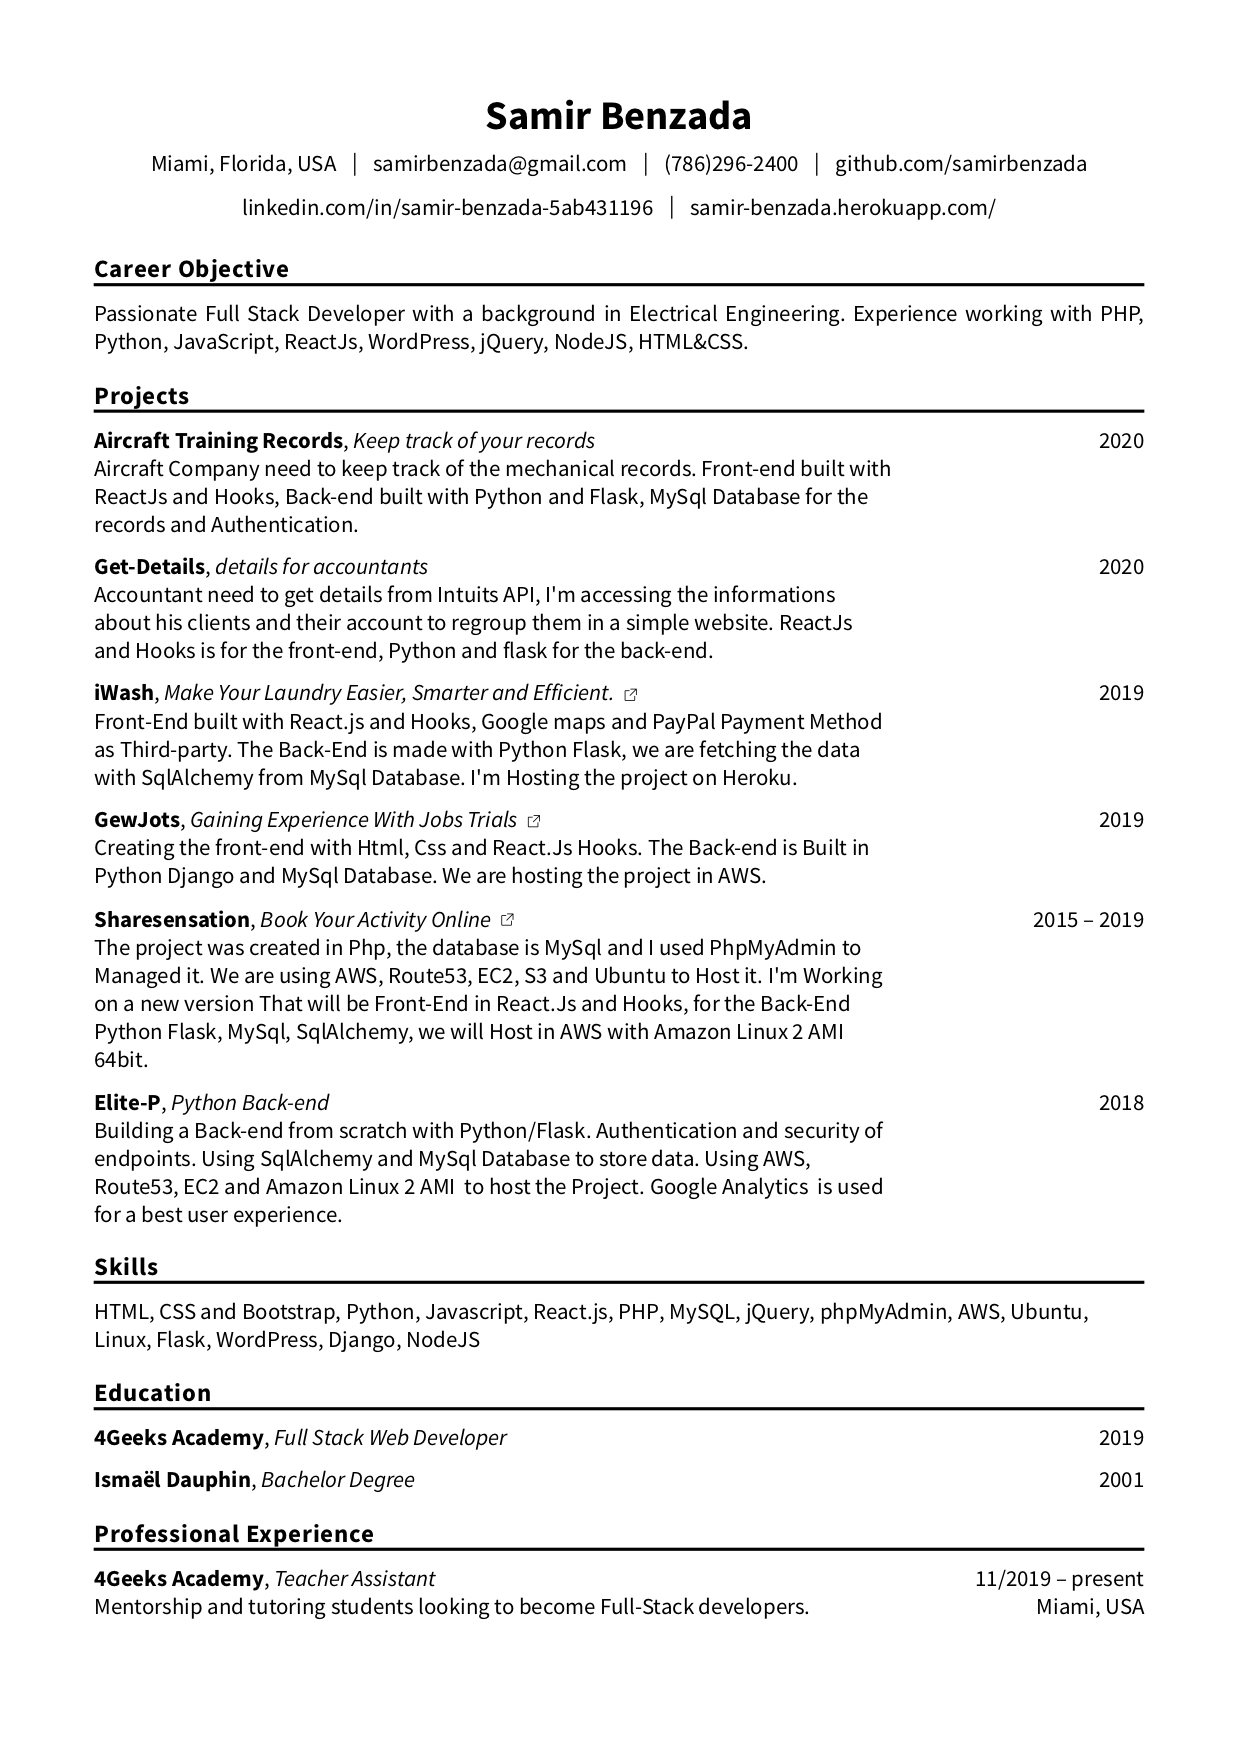 Samir Benzada
Miami, Florida, USA | samirbenzada@gmail.com | (786)296-2400 | github.com/samirbenzada
linkedin.com/in/samir-benzada-5ab431196 | samir-benzada.herokuapp.com/
Career Objective
Passionate Full Stack Developer with a background in Electrical Engineering. Experience working with PHP,
Python, JavaScript, ReactJs, WordPress, jQuery, NodeJS, HTML&CSS.
Projects
Aircraft Training Records, Keep track of your records 2020
Aircraft Company need to keep track of the mechanical records. Front-end built with
ReactJs and Hooks, Back-end built with Python and Flask, MySql Database for the
records and Authentication.
Get-Details, details for accountants 2020
Accountant need to get details from Intuits API, I'm accessing the informations
about his clients and their account to regroup them in a simple website. ReactJs
and Hooks is for the front-end, Python and flask for the back-end.
iWash, Make Your Laundry Easier, Smarter and Efficient. 2019
Front-End built with React.js and Hooks, Google maps and PayPal Payment Method
as Third-party. The Back-End is made with Python Flask, we are fetching the data
with SqlAlchemy from MySql Database. I'm Hosting the project on Heroku.
GewJots, Gaining Experience With Jobs Trials 2019
Creating the front-end with Html, Css and React.Js Hooks. The Back-end is Built in
Python Django and MySql Database. We are hosting the project in AWS.
Sharesensation, Book Your Activity Online 2015 – 2019
The project was created in Php, the database is MySql and I used PhpMyAdmin to
Managed it. We are using AWS, Route53, EC2, S3 and Ubuntu to Host it. I'm Working
on a new version That will be Front-End in React.Js and Hooks, for the Back-End
Python Flask, MySql, SqlAlchemy, we will Host in AWS with Amazon Linux 2 AMI
64bit.
Elite-P, Python Back-end 2018
Building a Back-end from scratch with Python/Flask. Authentication and security of
endpoints. Using SqlAlchemy and MySql Database to store data. Using AWS,
Route53, EC2 and Amazon Linux 2 AMI to host the Project. Google Analytics is used
for a best user experience.
Skills
HTML, CSS and Bootstrap, Python, Javascript, React.js, PHP, MySQL, jQuery, phpMyAdmin, AWS, Ubuntu,
Linux, Flask, WordPress, Django, NodeJS
Education
4Geeks Academy, Full Stack Web Developer 2019
Ismaël Dauphin, Bachelor Degree 2001
Professional Experience
4Geeks Academy, Teacher Assistant 11/2019 – present
Mentorship and tutoring students looking to become Full-Stack developers. Miami, USA